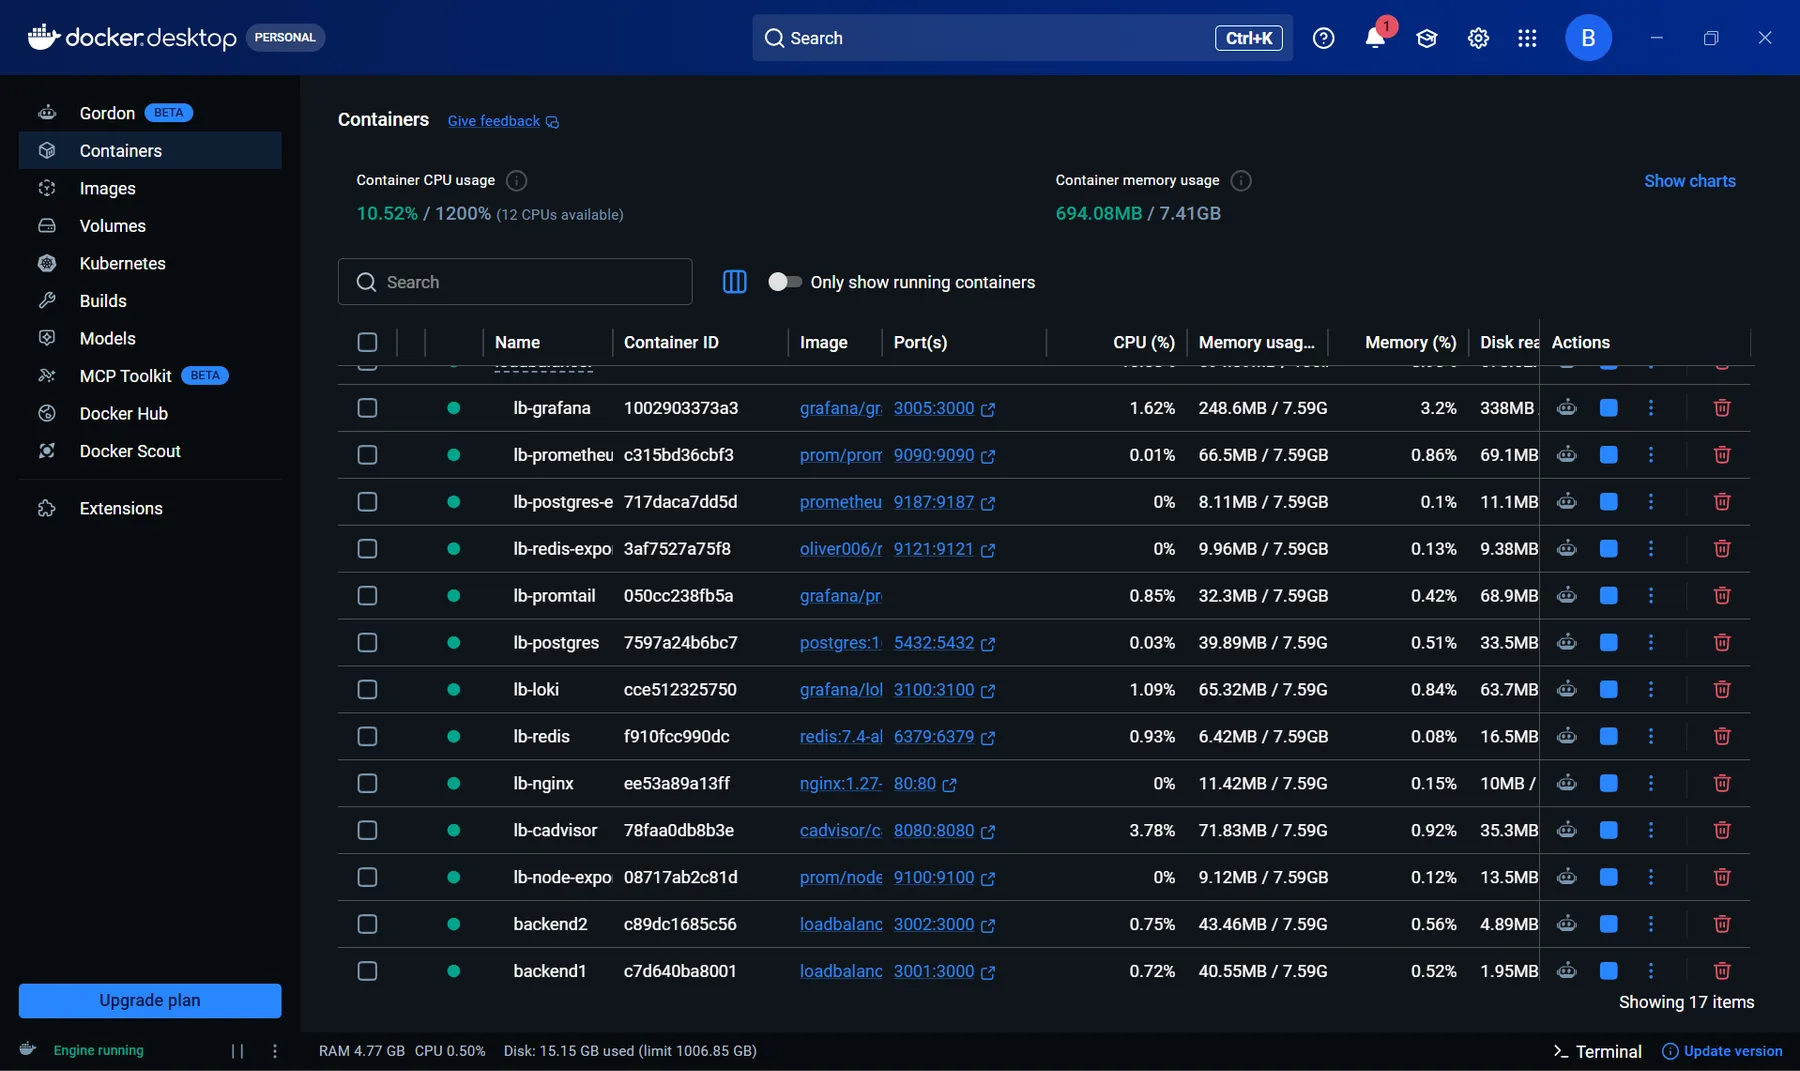 docker.desktop PERSONAL Search Ctrl+K 1 B
Gordon BETA
Containers
Images
Volumes
Kubernetes
Builds
Models
MCP Toolkit BETA
Docker Hub
Docker Scout
Extensions
Upgrade plan
Containers Give feedback
Container CPU usage
10.52% / 1200% (12 CPUs available)
Container memory usage
694.08MB / 7.41GB
Show charts
Search Only show running containers
Name Container ID Image Port(s) CPU (%) Memory usag... Memory (%) Disk rea Actions
lb-grafana 1002903373a3 grafana/gr 3005:3000 1.62% 248.6MB / 7.59G 3.2% 338MB
lb-prometheu c315bd36cbf3 prom/prom 9090:9090 0.01% 66.5MB / 7.59GB 0.86% 69.1MB
lb-postgres-e 717daca7dd5d prometheu 9187:9187 0% 8.11MB / 7.59GB 0.1% 11.1MB
lb-redis-expo 3af7527a75f8 oliver006/r 9121:9121 0% 9.96MB / 7.59GB 0.13% 9.38MB
lb-promtail 050cc238fb5a grafana/pr 0.85% 32.3MB / 7.59GB 0.42% 68.9MB
lb-postgres 7597a24b6bc7 postgres:1 5432:5432 0.03% 39.89MB / 7.59G 0.51% 33.5MB
lb-loki cce512325750 grafana/lol 3100:3100 1.09% 65.32MB / 7.59G 0.84% 63.7MB
lb-redis f910fcc990dc redis:7.4-al 6379:6379 0.93% 6.42MB / 7.59GB 0.08% 16.5MB
lb-nginx ee53a89a13ff nginx:1.27- 80:80 0% 11.42MB / 7.59G 0.15% 10MB /
lb-cadvisor 78faa0db8b3e cadvisor/c 8080:8080 3.78% 71.83MB / 7.59G 0.92% 35.3MB
lb-node-expo 08717ab2c81d prom/node 9100:9100 0% 9.12MB / 7.59GB 0.12% 13.5MB
backend2 c89dc1685c56 loadbalanc 3002:3000 0.75% 43.46MB / 7.59G 0.56% 4.89MB
backend1 c7d640ba8001 loadbalanc 3001:3000 0.72% 40.55MB / 7.59G 0.52% 1.95MB
Showing 17 items
Engine running RAM 4.77 GB CPU 0.50% Disk: 15.15 GB used (limit 1006.85 GB) Terminal Update version